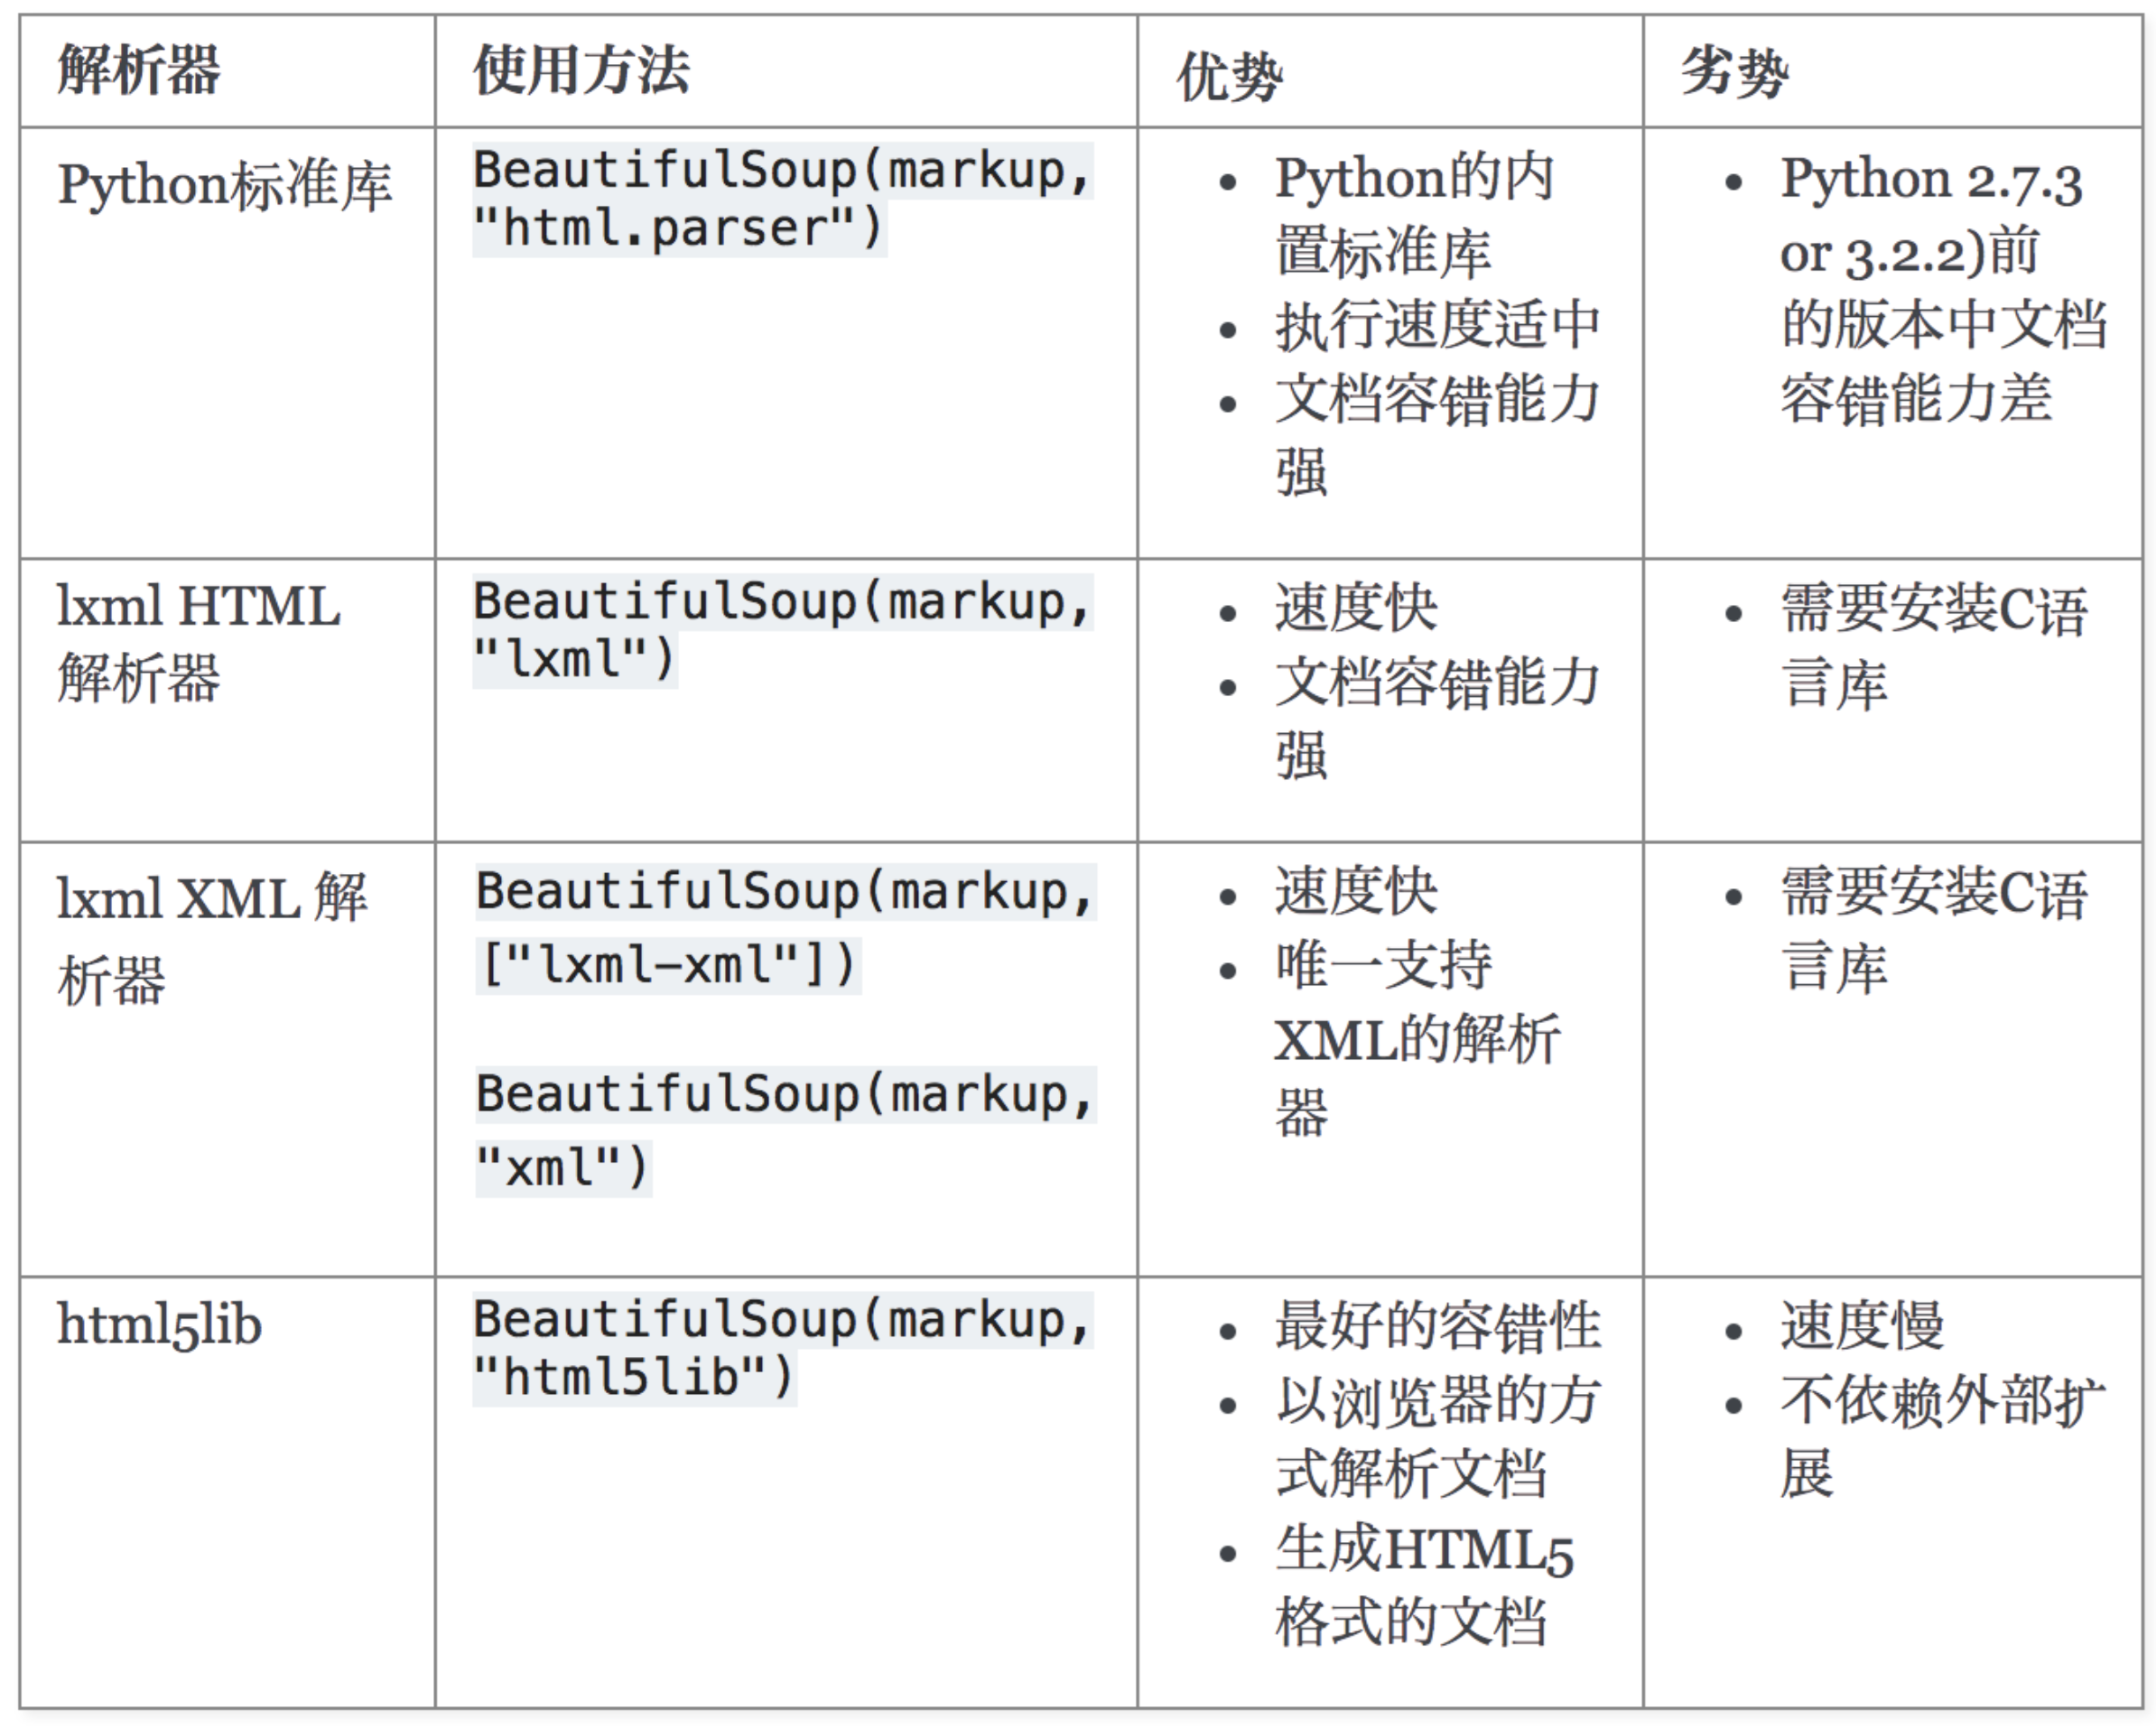 解析器
使用方法
优势
劣势
Python标准库
BeautifulSoup(markup,
"html.parser")
Python的内
置标准库
执行速度适中
文档容错能力
强
Python 2.7.3
or 3.2.2)前
的版本中文档
容错能力差
lxml HTML
解析器
BeautifulSoup(markup,
"lxml")
速度快
文档容错能力
强
需要安装C语
言库
lxml XML 解
析器
BeautifulSoup(markup,
["lxml-xml"])
BeautifulSoup(markup,
"xml")
速度快
唯一支持
XML的解析
器
需要安装C语
言库
html5lib
BeautifulSoup(markup,
"html5lib")
最好的容错性
以浏览器的方
式解析文档
生成HTML5
格式的文档
速度慢
不依赖外部扩
展